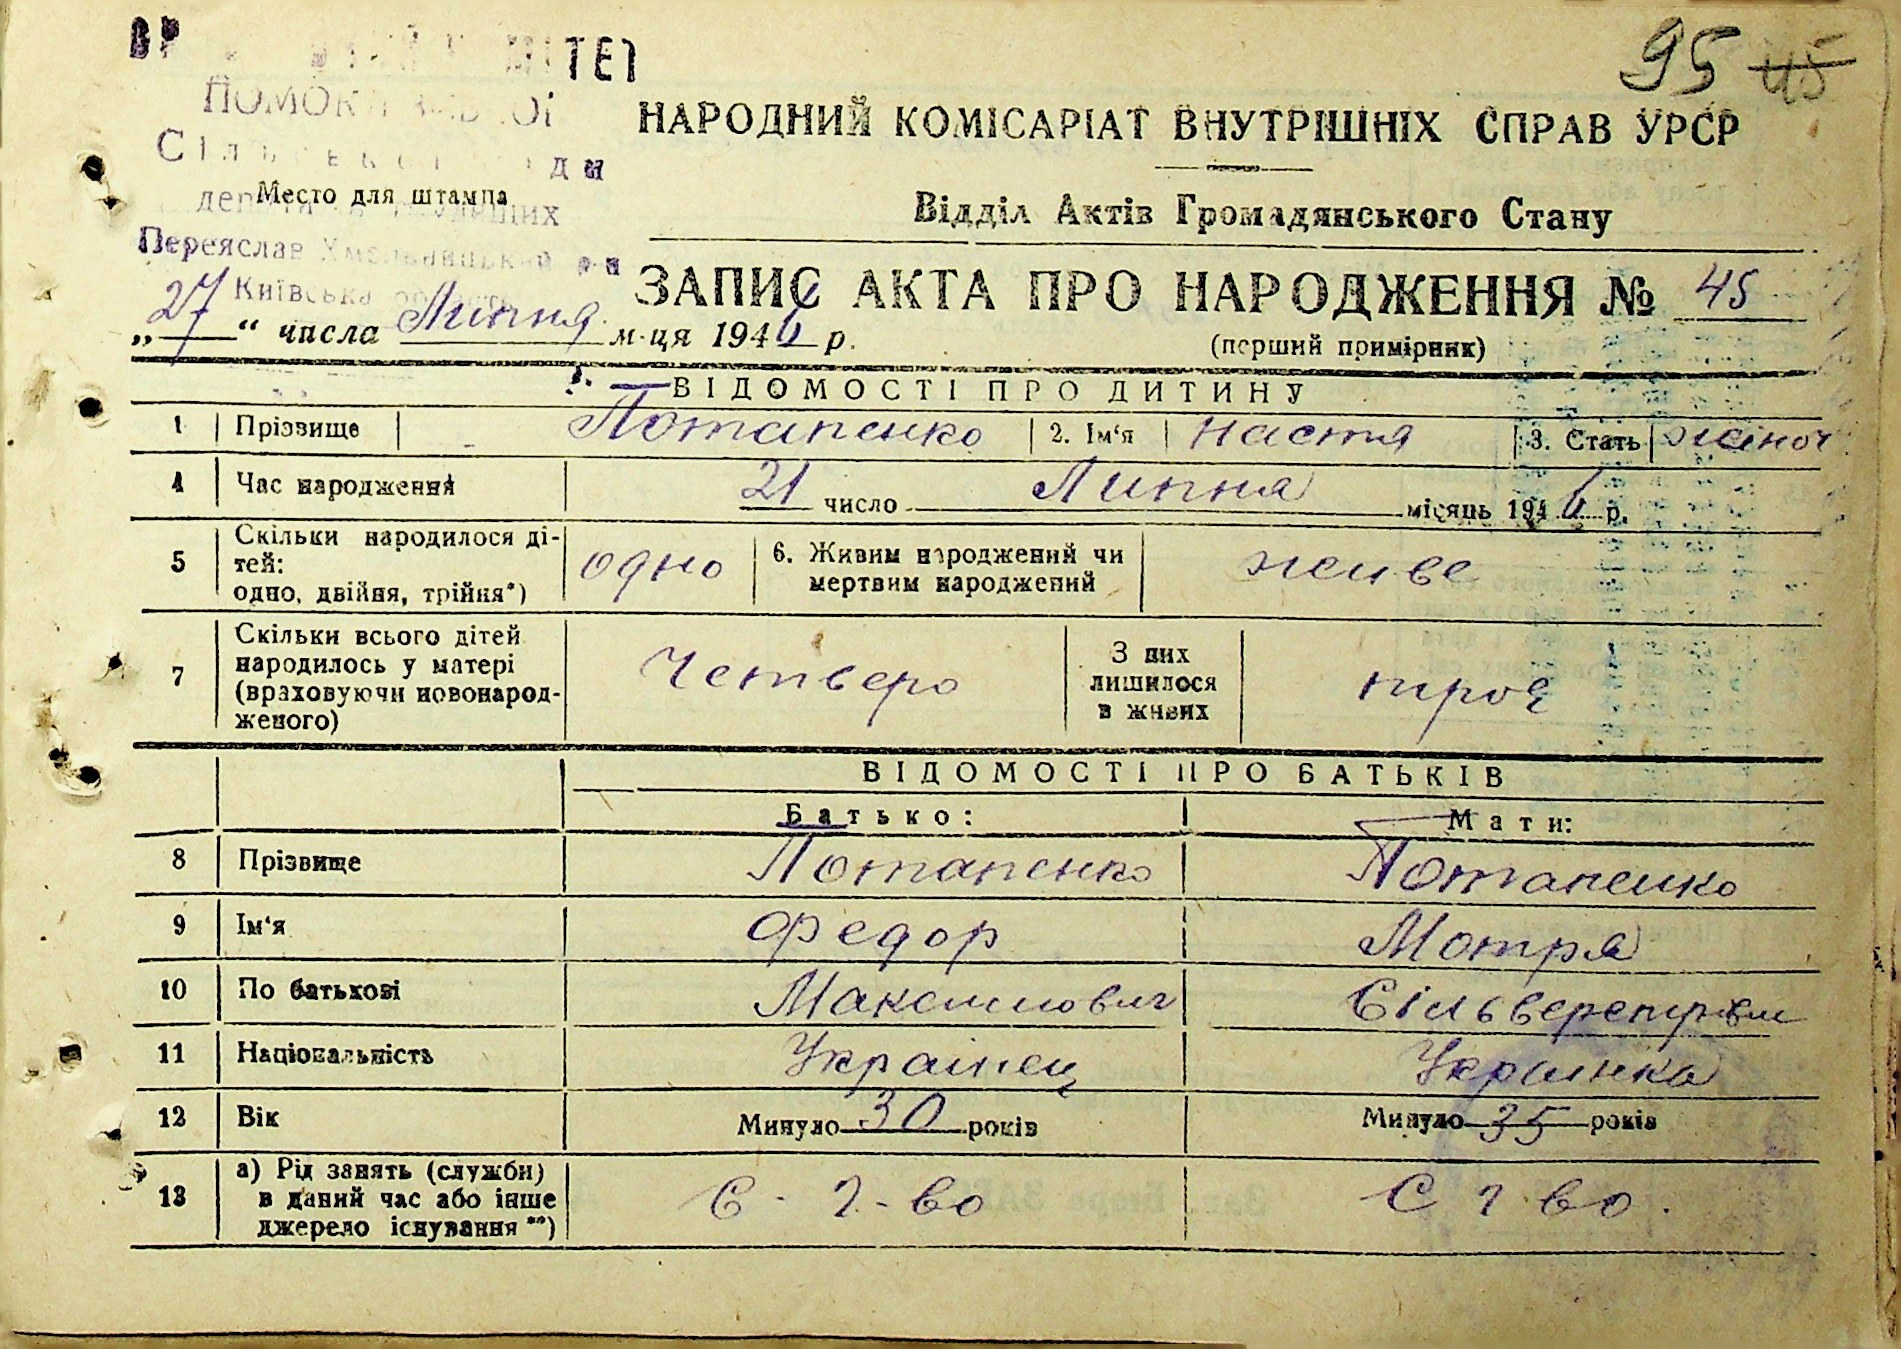 95 45
НАРОДНИЙ КОМІСАРІАТ ВНУТРІШНІХ СПРАВ УРСР
Место для штампа
Відділ Актів Громадянського Стану
Переяслав Хмельницький р-н
Київська
ЗАПИС АКТА ПРО НАРОДЖЕННЯ № 45
„27“ числа Липня м-ця 1946 р.
(перший примірник)
ВІДОМОСТІ ПРО ДИТИНУ
1 Прізвище Потапенко 2. Ім‘я Настя 3. Стать жіноч
4 Час народження 21 число Липня місяць 1946 р.
5 Скільки народилося ді-
тей:
одно, двійня, трійня*) одно 6. Живим народжений чи
мертвим народжений живе
7 Скільки всього дітей
народилось у матері
(враховуючи новонарод-
женого) Четверо З них
лишилося
в живих троє
ВІДОМОСТІ ПРО БАТЬКІВ
Батько: Мати:
8 Прізвище Потапенко Потапенко
9 Ім‘я Федор Мотря
10 По батькові Максимович
11 Національність Украінец Украінка
12 Вік Минуло 30 років Минуло 35 років
13 а) Рід занять (служби)
в даний час або інше
джерело існування **) С-г-во С г во.